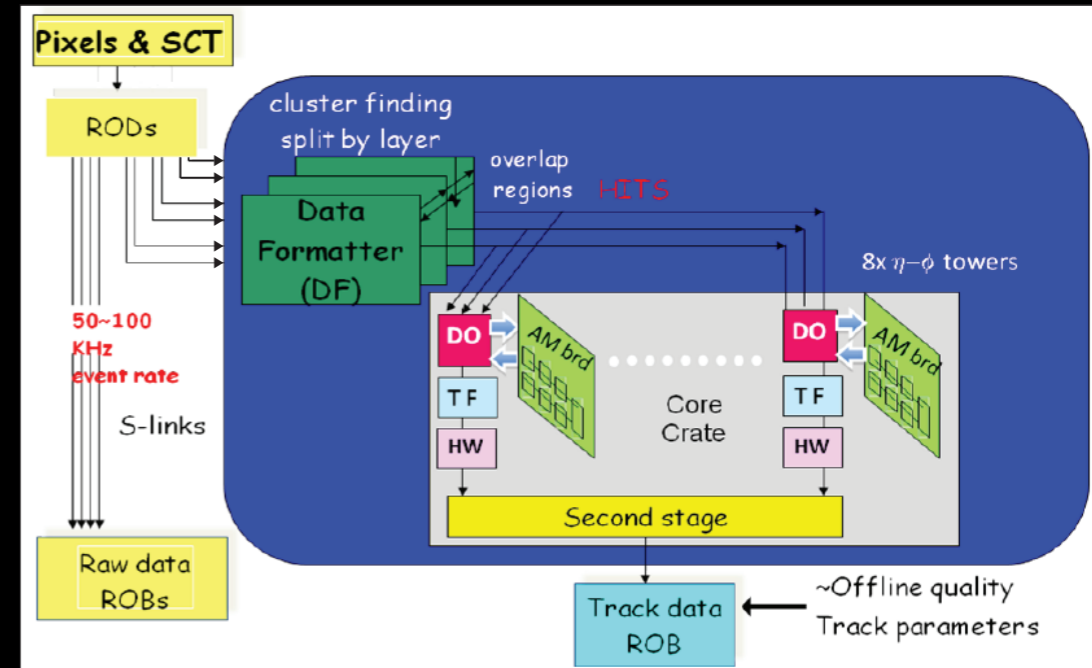 Pixels & SCT
RODs
cluster finding
split by layer
overlap
regions
HITS
Data
Formatter
(DF)
8x η–ϕ towers
50~100
KHz
event rate
S-links
DO
AM brd
TF
HW
Core
Crate
DO
AM brd
TF
HW
Second stage
Raw data
ROBs
Track data
ROB
~Offline quality
Track parameters